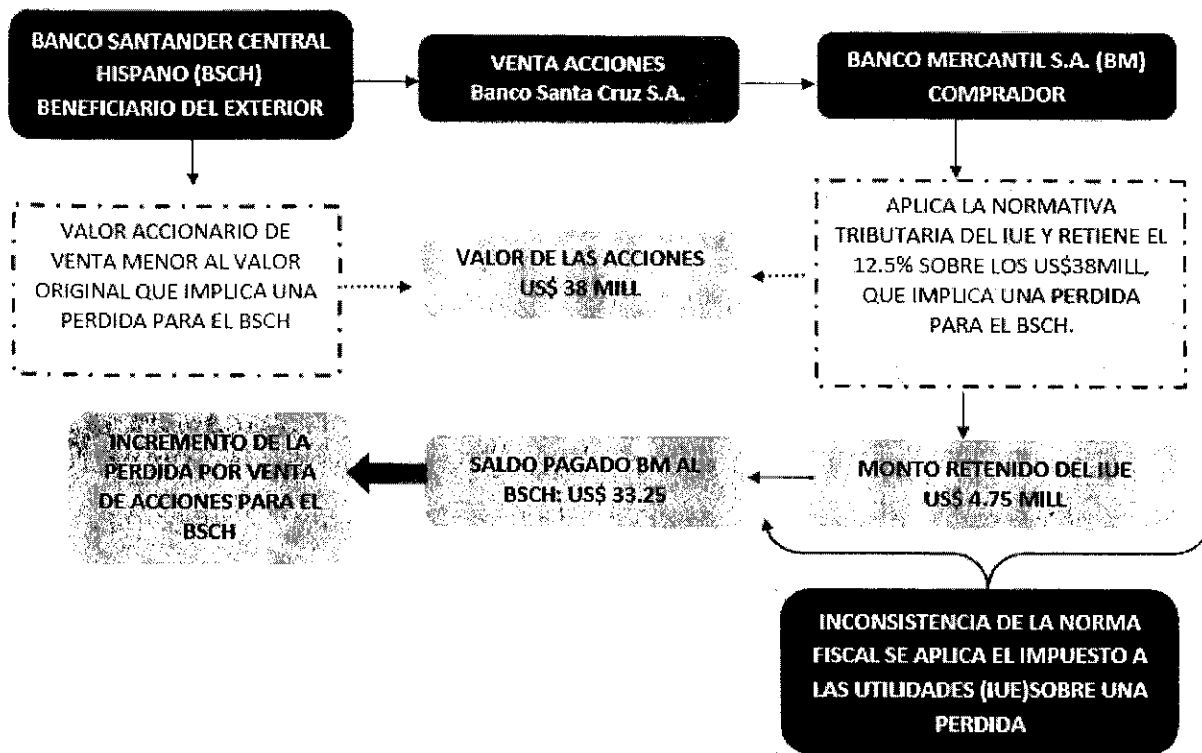 BANCO SANTANDER CENTRAL
HISPANO (BSCH)
BENEFICIARIO DEL EXTERIOR
VENTA ACCIONES
Banco Santa Cruz S.A.
BANCO MERCANTIL S.A. (BM)
COMPRADOR
VALOR ACCIONARIO DE
VENTA MENOR AL VALOR
ORIGINAL QUE IMPLICA UNA
PERDIDA PARA EL BSCH
VALOR DE LAS ACCIONES
US$ 38 MILL
APLICA LA NORMATIVA
TRIBUTARIA DEL IUE Y RETIENE EL
12.5% SOBRE LOS US$38MILL,
QUE IMPLICA UNA PERDIDA
PARA EL BSCH.
INCREMENTO DE LA
PERDIDA POR VENTA
DE ACCIONES PARA EL
BSCH
SALDO PAGADO BM AL
BSCH: US$ 33.25
MONTO RETENIDO DEL IUE
US$ 4.75 MILL
INCONSISTENCIA DE LA NORMA
FISCAL SE APLICA EL IMPUESTO A
LAS UTILIDADES (IUE)SOBRE UNA
PERDIDA